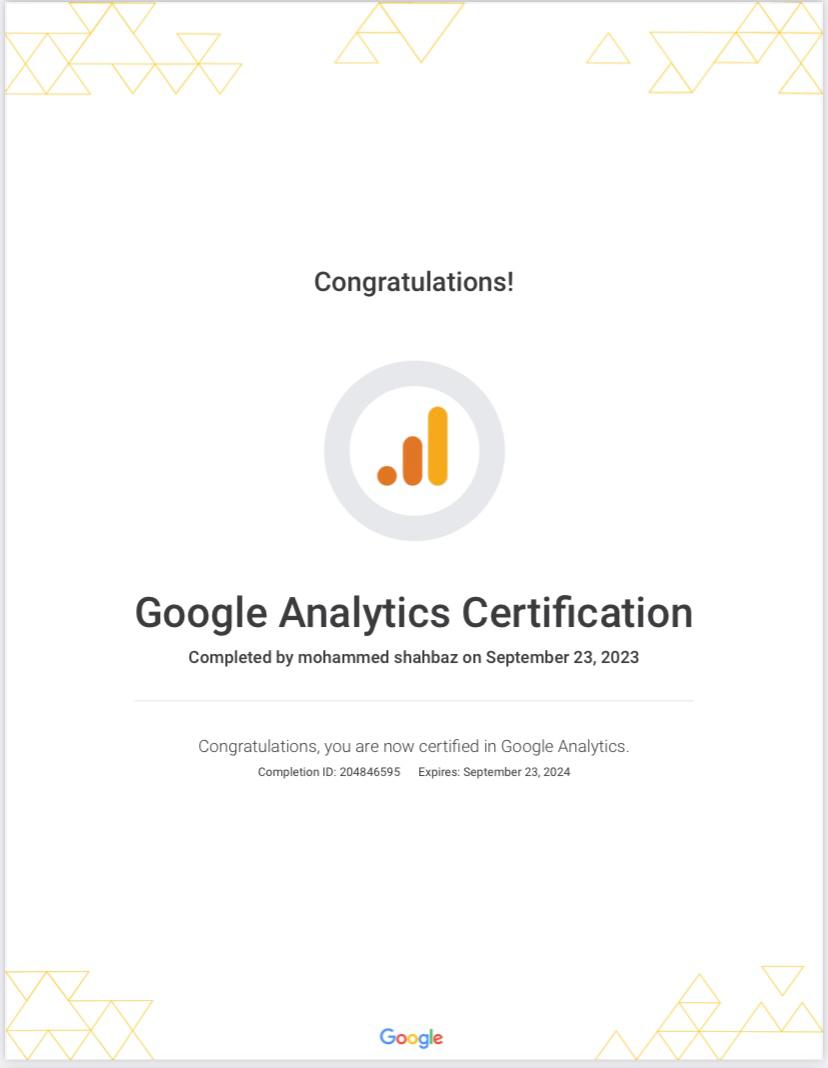 Congratulations!
Google Analytics Certification
Completed by mohammed shahbaz on September 23, 2023
Congratulations, you are now certified in Google Analytics.
Completion ID: 204846595 Expires: September 23, 2024
Google